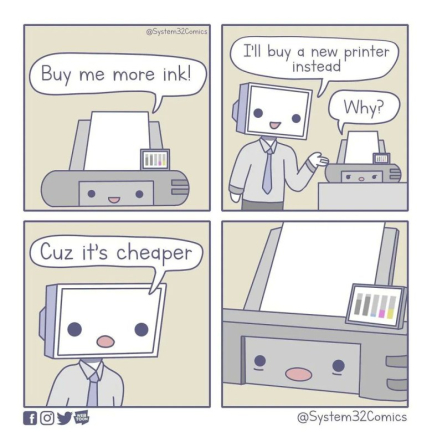 @System32Comics
Buy me more ink!
I'll buy a new printer
instead
Why?
Cuz it's cheaper
@System32Comics